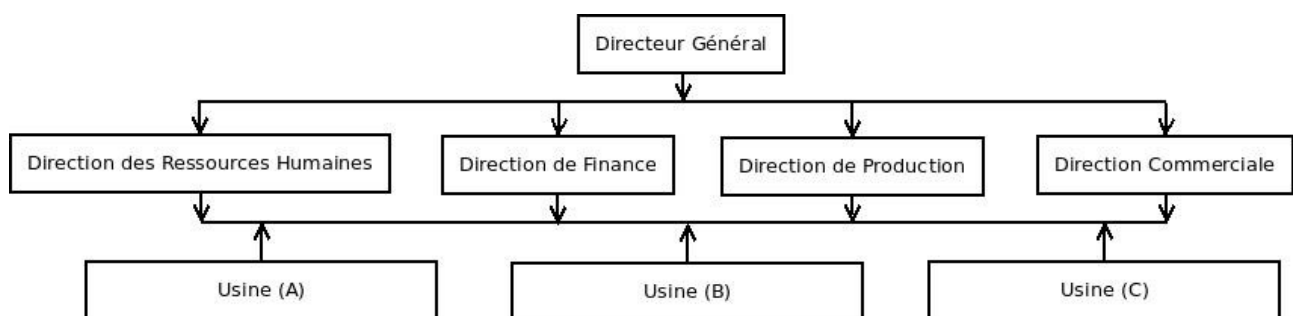 Directeur Général
Direction des Ressources Humaines
Direction de Finance
Direction de Production
Direction Commerciale
Usine (A)
Usine (B)
Usine (C)